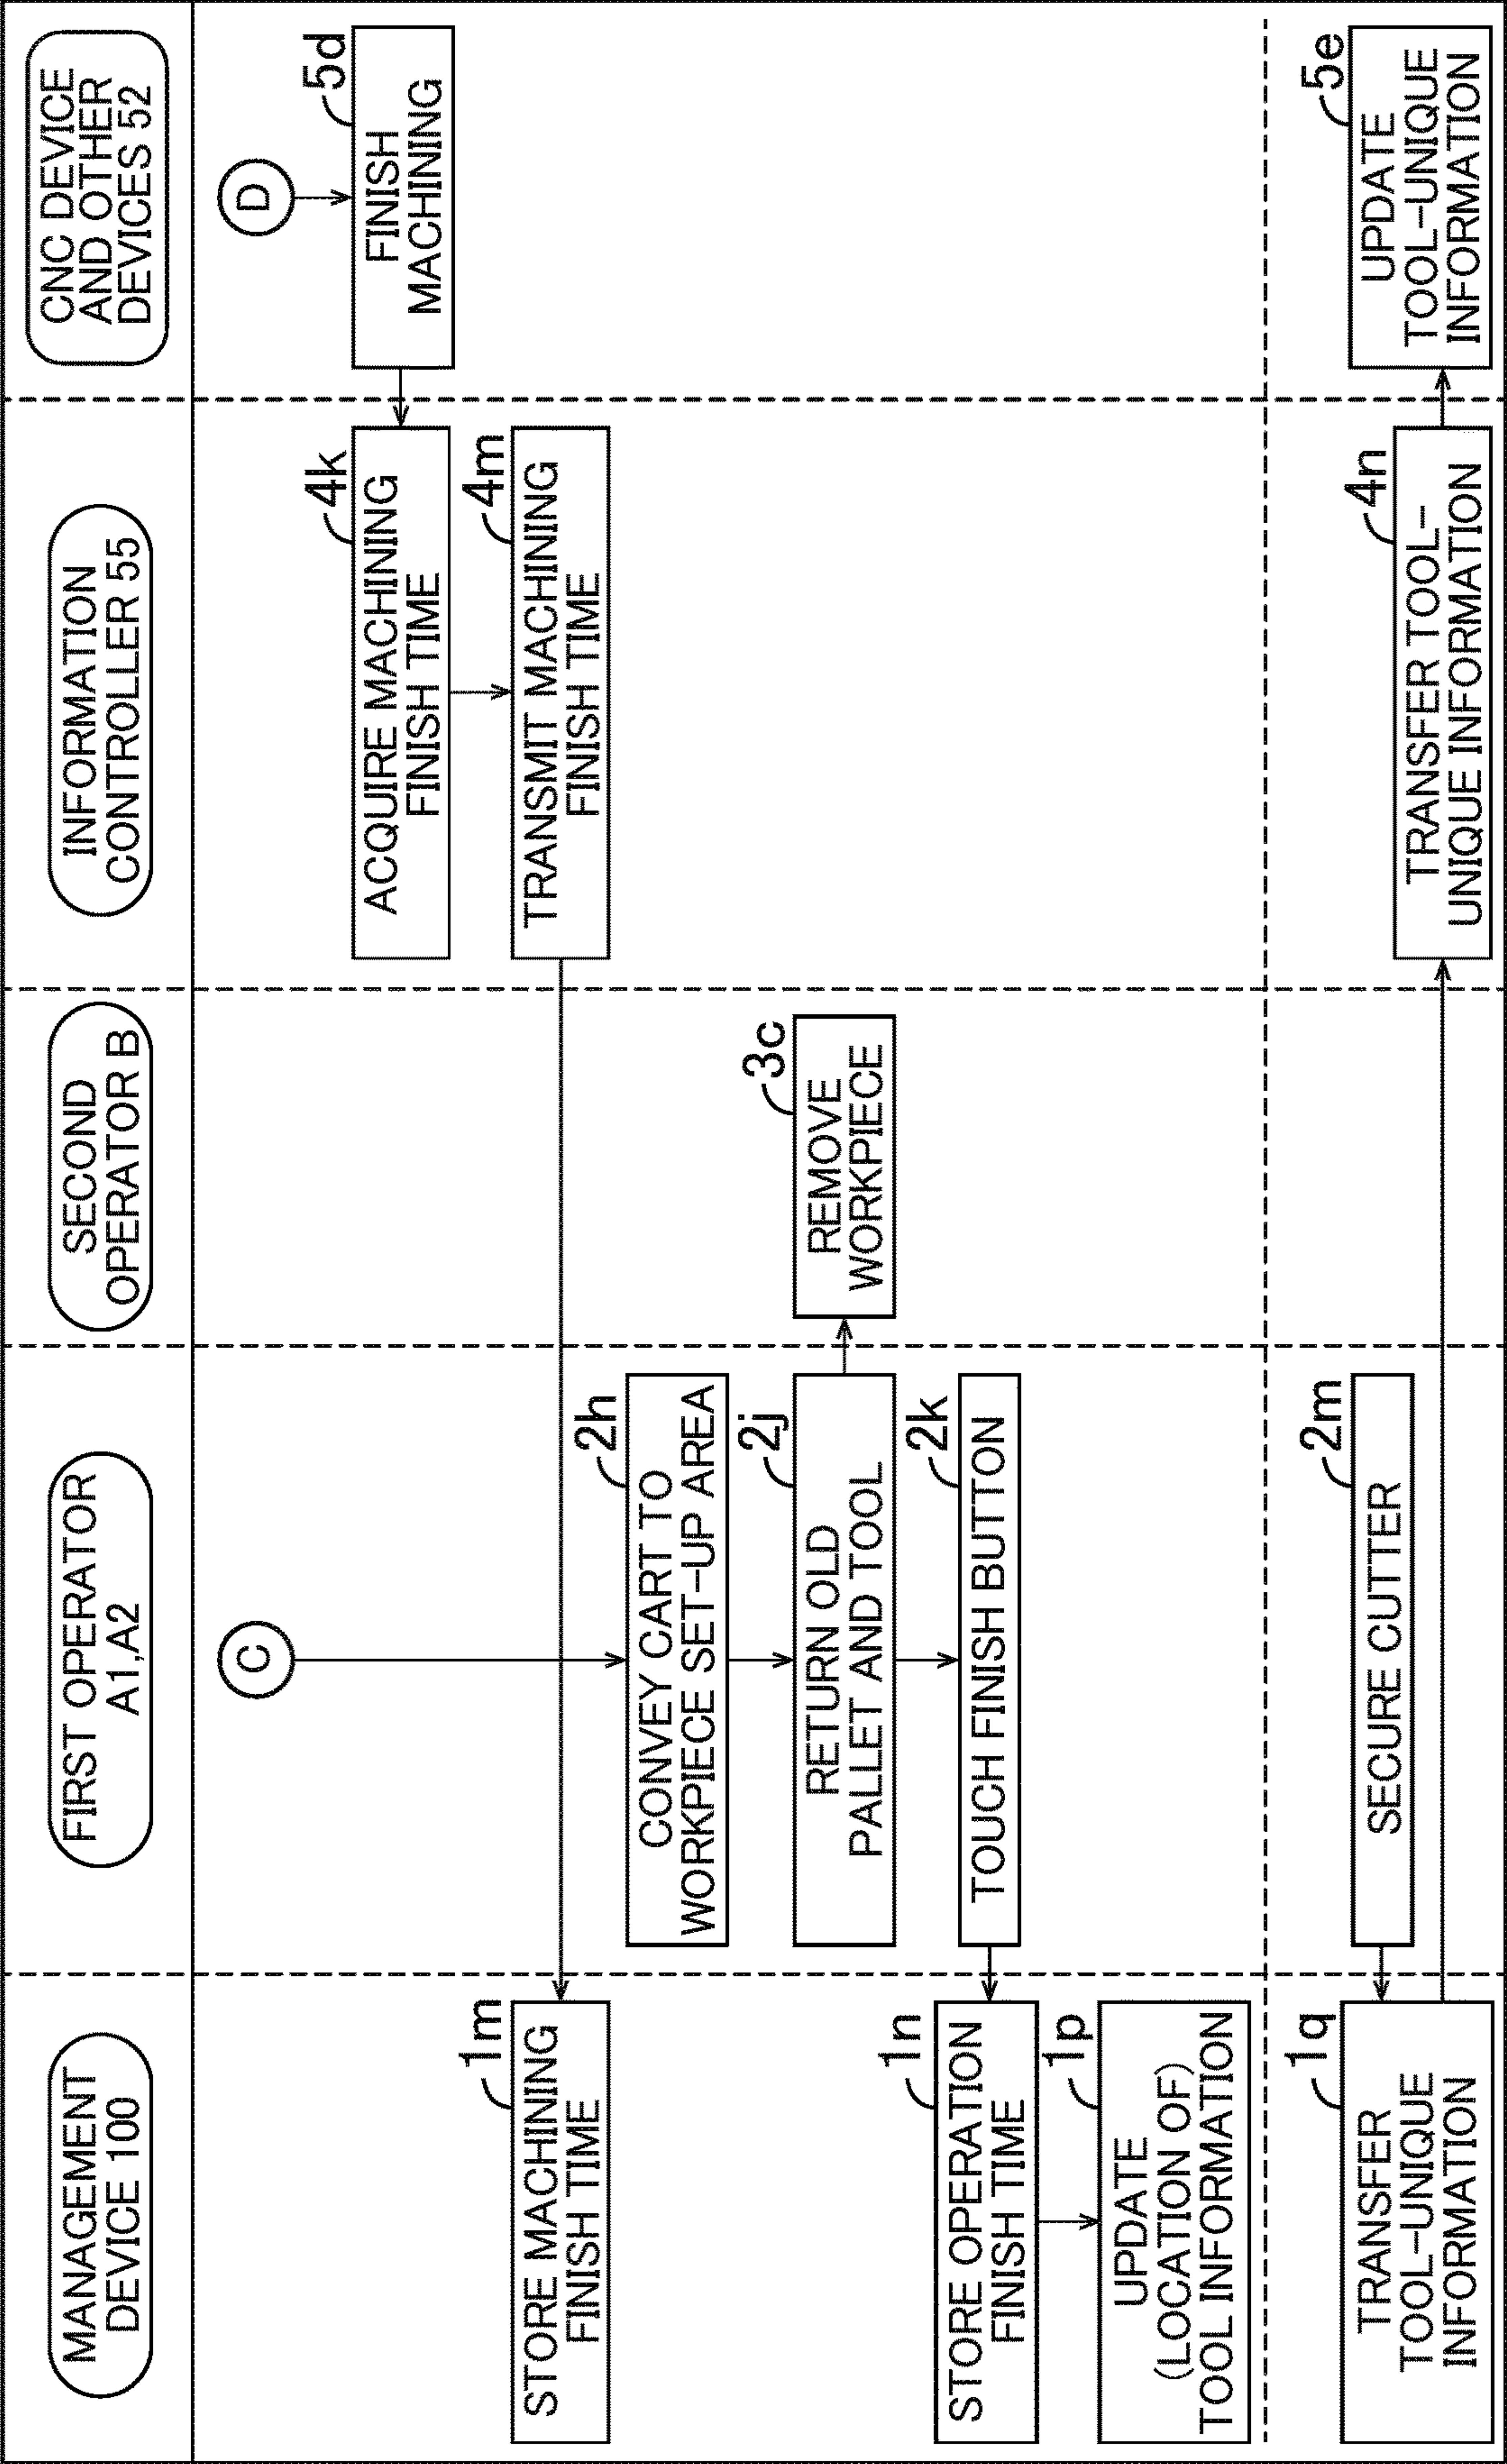 MANAGEMENT
DEVICE 100
FIRST OPERATOR
A1,A2
SECOND
OPERATOR B
INFORMATION
CONTROLLER 55
CNC DEVICE
AND OTHER
DEVICES 52
C
D
5d
FINISH
MACHINING
4k
ACQUIRE MACHINING
FINISH TIME
4m
TRANSMIT MACHINING
FINISH TIME
1m
STORE MACHINING
FINISH TIME
2h
CONVEY CART TO
WORKPIECE SET-UP AREA
2j
RETURN OLD
PALLET AND TOOL
3c
REMOVE
WORKPIECE
2k
TOUCH FINISH BUTTON
1n
STORE OPERATION
FINISH TIME
1p
UPDATE
(LOCATION OF)
TOOL INFORMATION
2m
SECURE CUTTER
1q
TRANSFER
TOOL-UNIQUE
INFORMATION
4n
TRANSFER TOOL-
UNIQUE INFORMATION
5e
UPDATE
TOOL-UNIQUE
INFORMATION